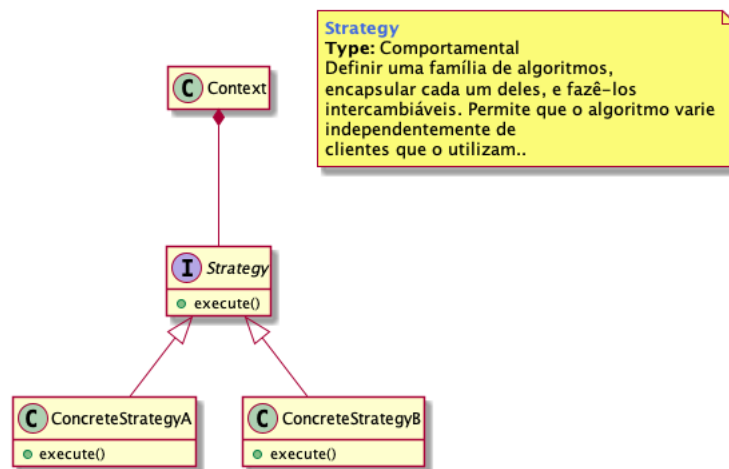 Strategy
Type: Comportamental
Definir uma família de algoritmos,
encapsular cada um deles, e fazê-los
intercambiáveis. Permite que o algoritmo varie
independentemente de
clientes que o utilizam..
C Context
I Strategy
execute()
C ConcreteStrategyA
execute()
C ConcreteStrategyB
execute()